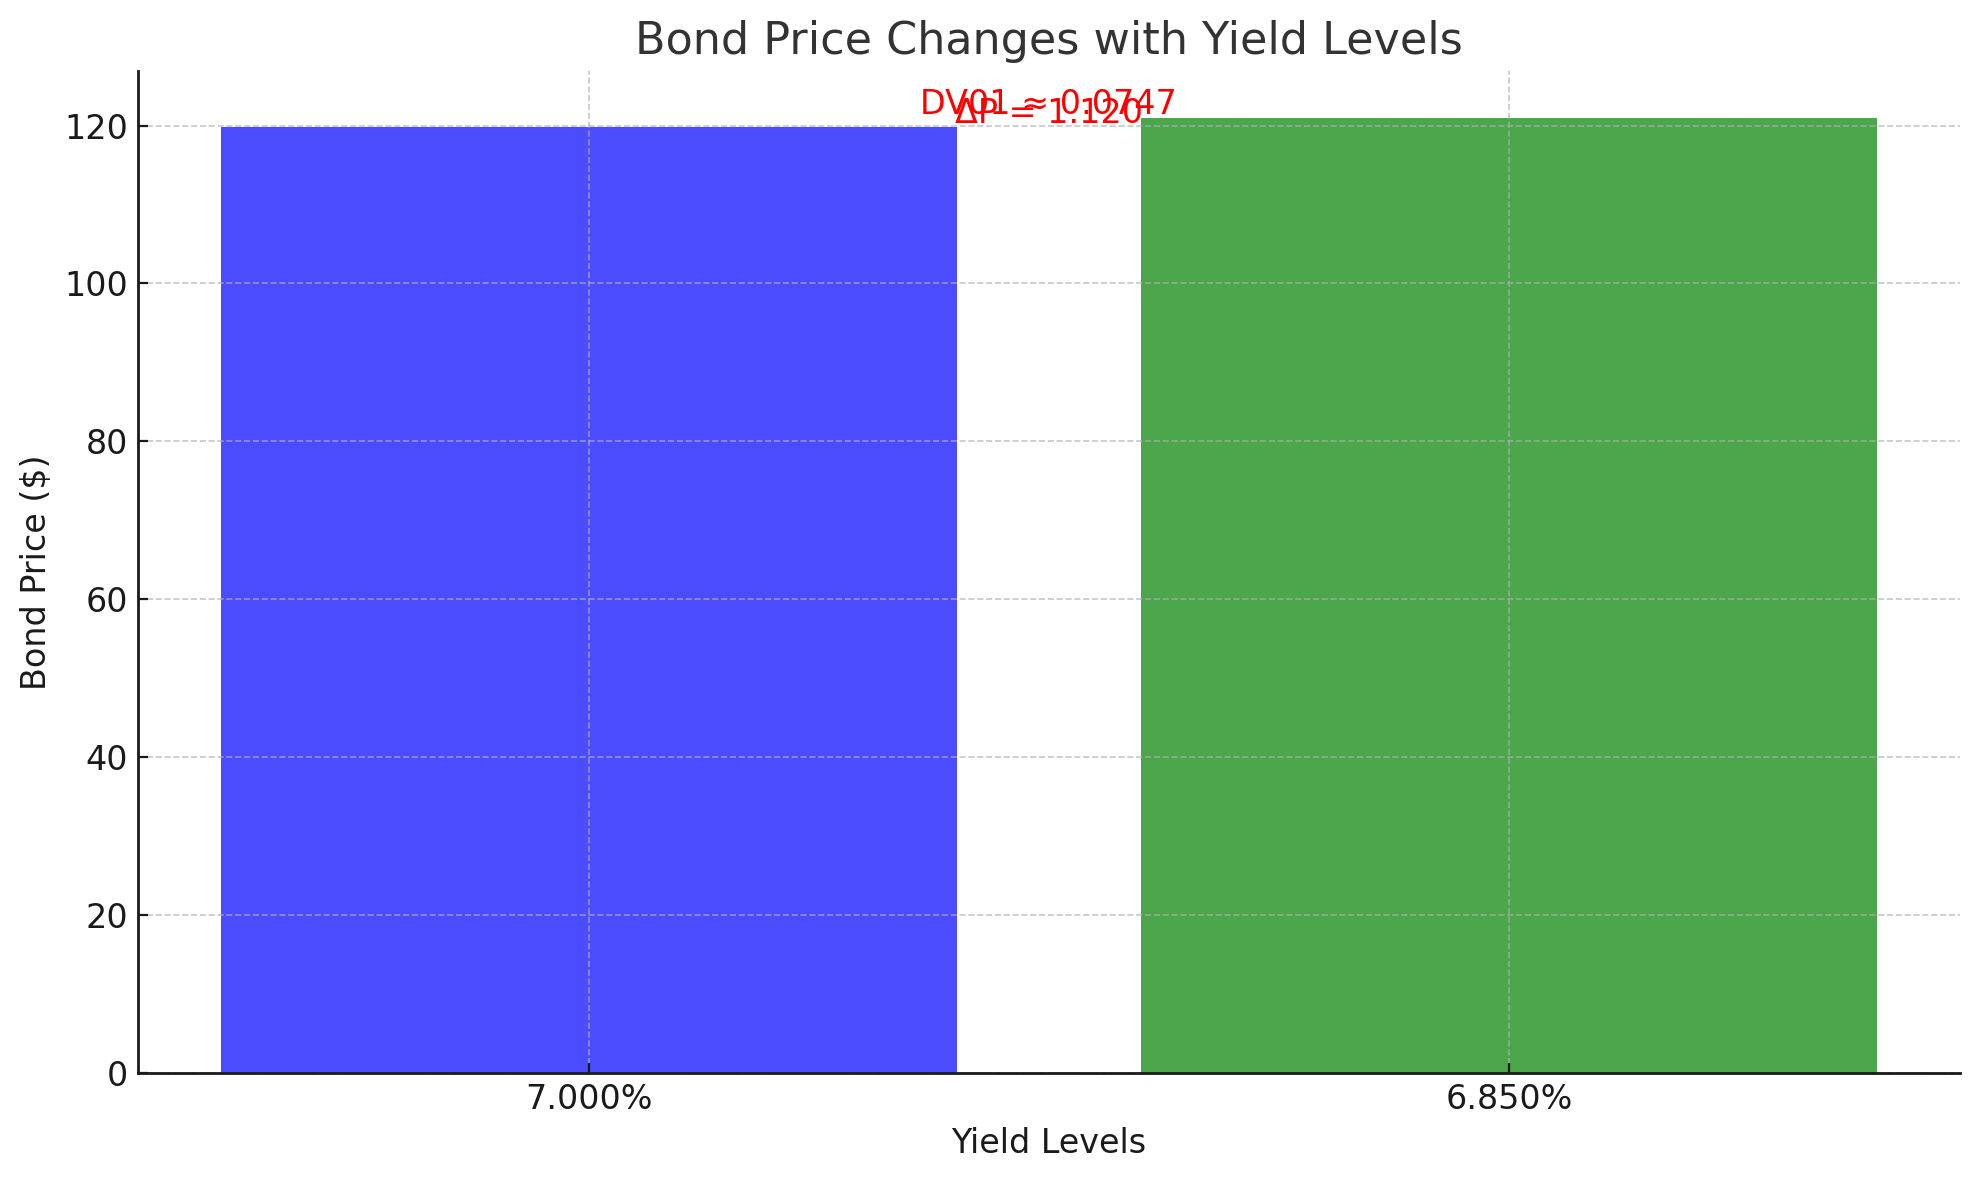 Bond Price Changes with Yield Levels
DV01 ≈ 0.0747
ΔP = 1.120
120
100
80
60
40
20
0
Bond Price ($)
7.000%
6.850%
Yield Levels